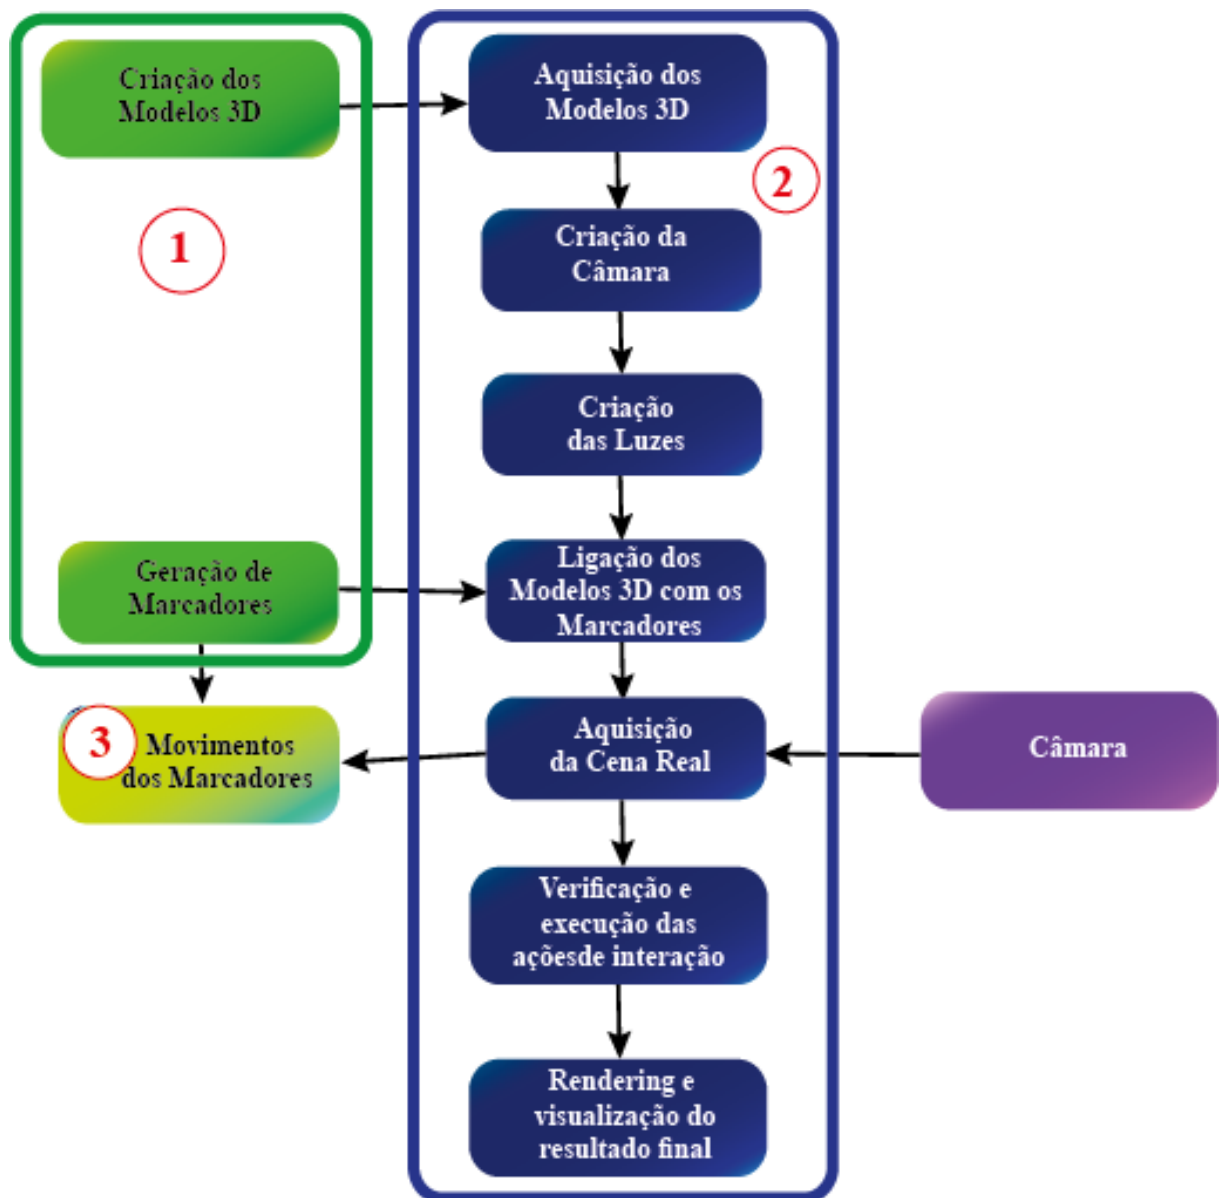 Criação dos
Modelos 3D
1
Geração de
Marcadores
3
Movimentos
dos Marcadores
Aquisição dos
Modelos 3D
2
Criação da
Câmara
Criação
das Luzes
Ligação dos
Modelos 3D com os
Marcadores
Aquisição
da Cena Real
Verificação e
execução das
açõesde interação
Rendering e
visualização do
resultado final
Câmara